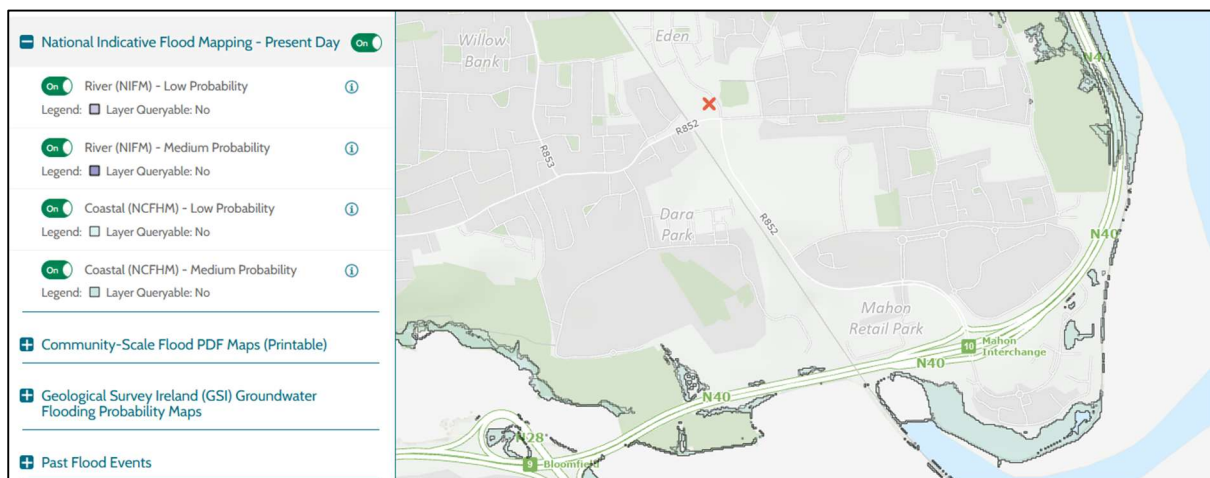 National Indicative Flood Mapping - Present Day On
On River (NIFM) - Low Probability
Legend: Layer Queryable: No
On River (NIFM) - Medium Probability
Legend: Layer Queryable: No
On Coastal (NCFHM) - Low Probability
Legend: Layer Queryable: No
On Coastal (NCFHM) - Medium Probability
Legend: Layer Queryable: No
Community-Scale Flood PDF Maps (Printable)
Geological Survey Ireland (GSI) Groundwater
Flooding Probability Maps
Past Flood Events
Willow
Bank
Eden
N40
R852
R853
Dara
Park
R852
N40
Mahon
Retail Park
10 Mahon
Interchange
N40
N40
N28
9 Bloomfield